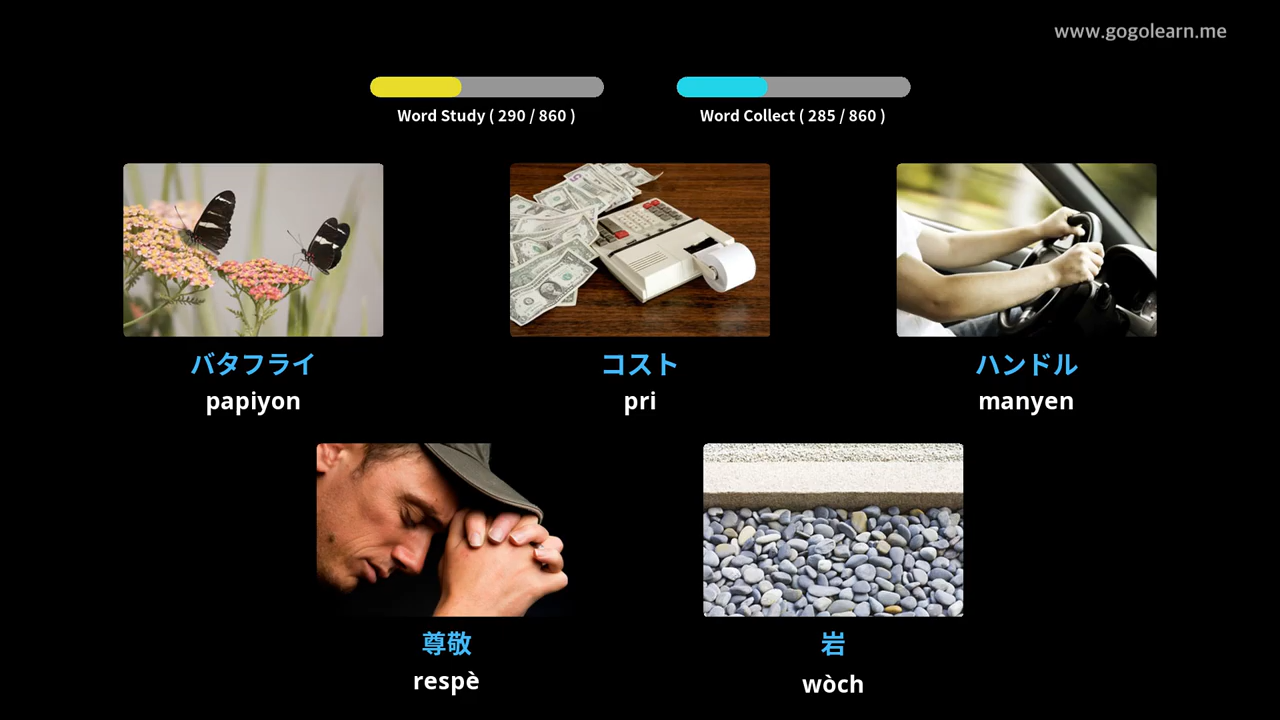 www.gogolearn.me
Word Study ( 290 / 860 )
Word Collect ( 285 / 860 )
バタフライ
papiyon
コスト
pri
ハンドル
manyen
尊敬
respè
岩
wòch